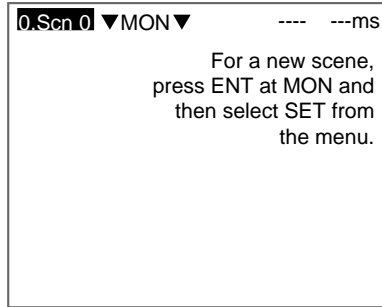 0.Scn 0 ▼MON▼ ---- ---ms
For a new scene,
press ENT at MON and
then select SET from
the menu.